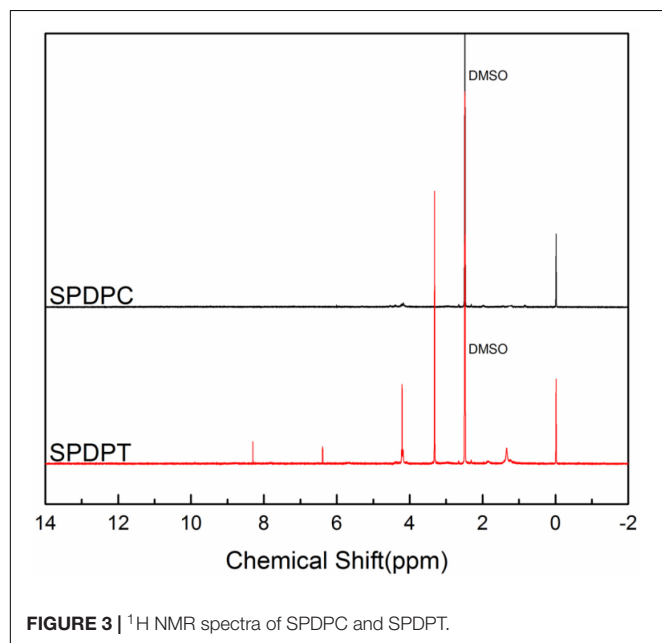 DMSO
SPDPC
DMSO
SPDPT
14 12 10 8 6 4 2 0 -2
Chemical Shift(ppm)
FIGURE 3 | ¹H NMR spectra of SPDPC and SPDPT.